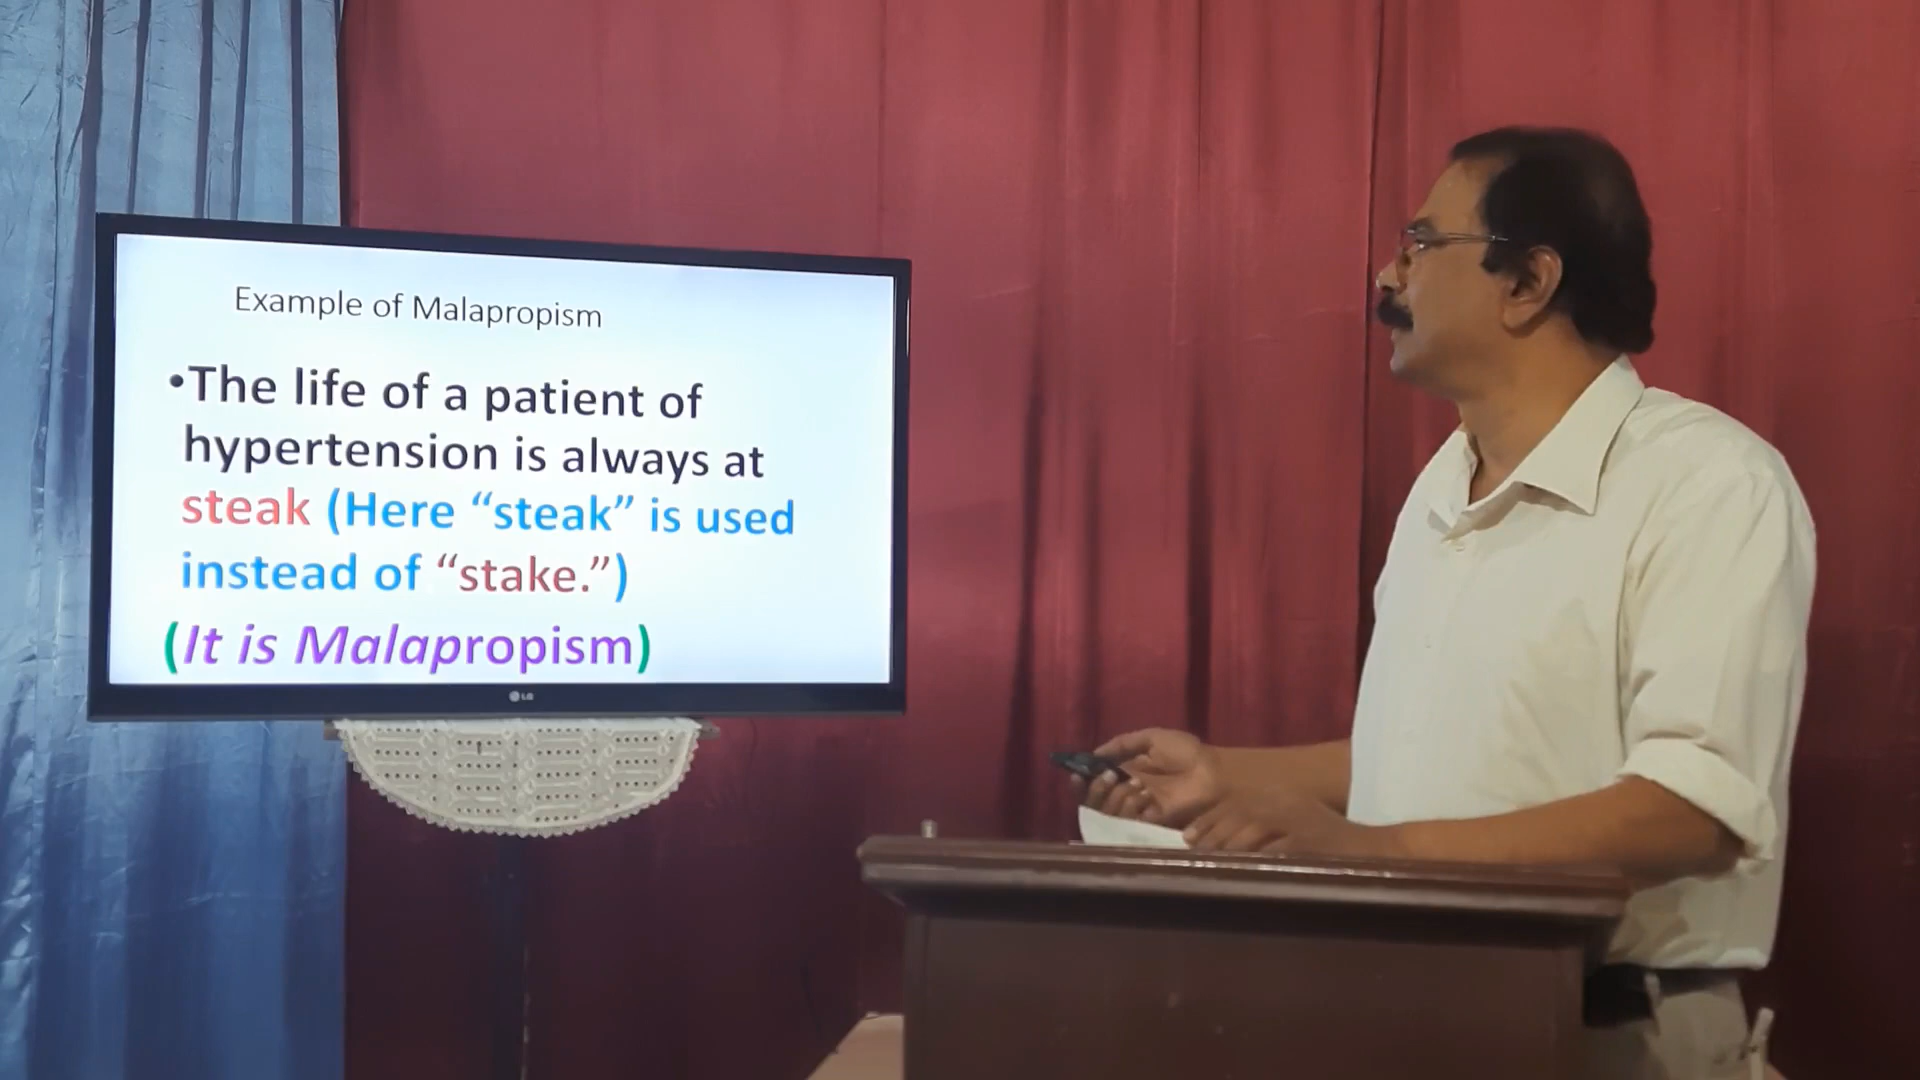 Example of Malapropism
•The life of a patient of
hypertension is always at
steak (Here “steak” is used
instead of “stake.”)
(It is Malapropism)
LG